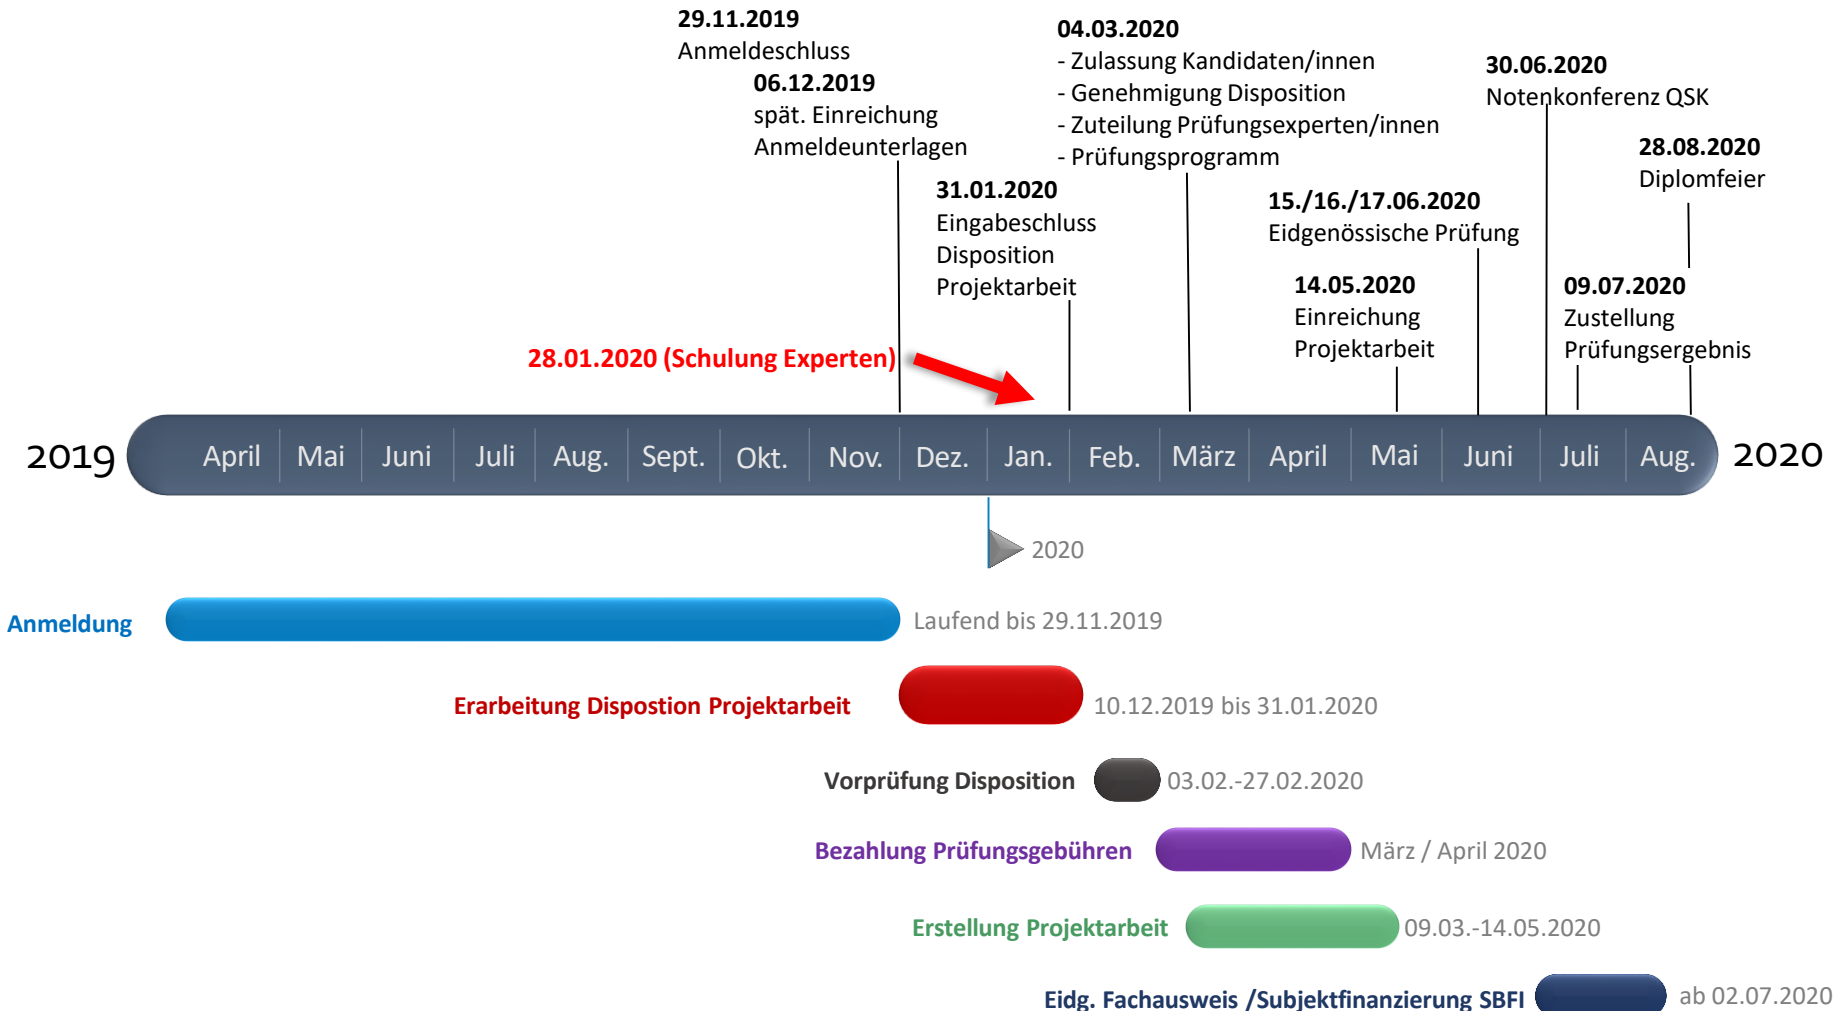 29.11.2019
Anmeldeschluss
06.12.2019
spät. Einreichung
Anmeldeunterlagen
31.01.2020
Eingabeschluss
Disposition
Projektarbeit
04.03.2020
- Zulassung Kandidaten/innen
- Genehmigung Disposition
- Zuteilung Prüfungsexperten/innen
- Prüfungsprogramm
15./16./17.06.2020
Eidgenössische Prüfung
14.05.2020
Einreichung
Projektarbeit
30.06.2020
Notenkonferenz QSK
28.08.2020
Diplomfeier
09.07.2020
Zustellung
Prüfungsergebnis
28.01.2020 (Schulung Experten)
2019 April Mai Juni Juli Aug. Sept. Okt. Nov. Dez. Jan. Feb. März April Mai Juni Juli Aug. 2020
2020
Anmeldung Laufend bis 29.11.2019
Erarbeitung Dispostion Projektarbeit 10.12.2019 bis 31.01.2020
Vorprüfung Disposition 03.02.-27.02.2020
Bezahlung Prüfungsgebühren März / April 2020
Erstellung Projektarbeit 09.03.-14.05.2020
Eidg. Fachausweis /Subjektfinanzierung SBFI ab 02.07.2020